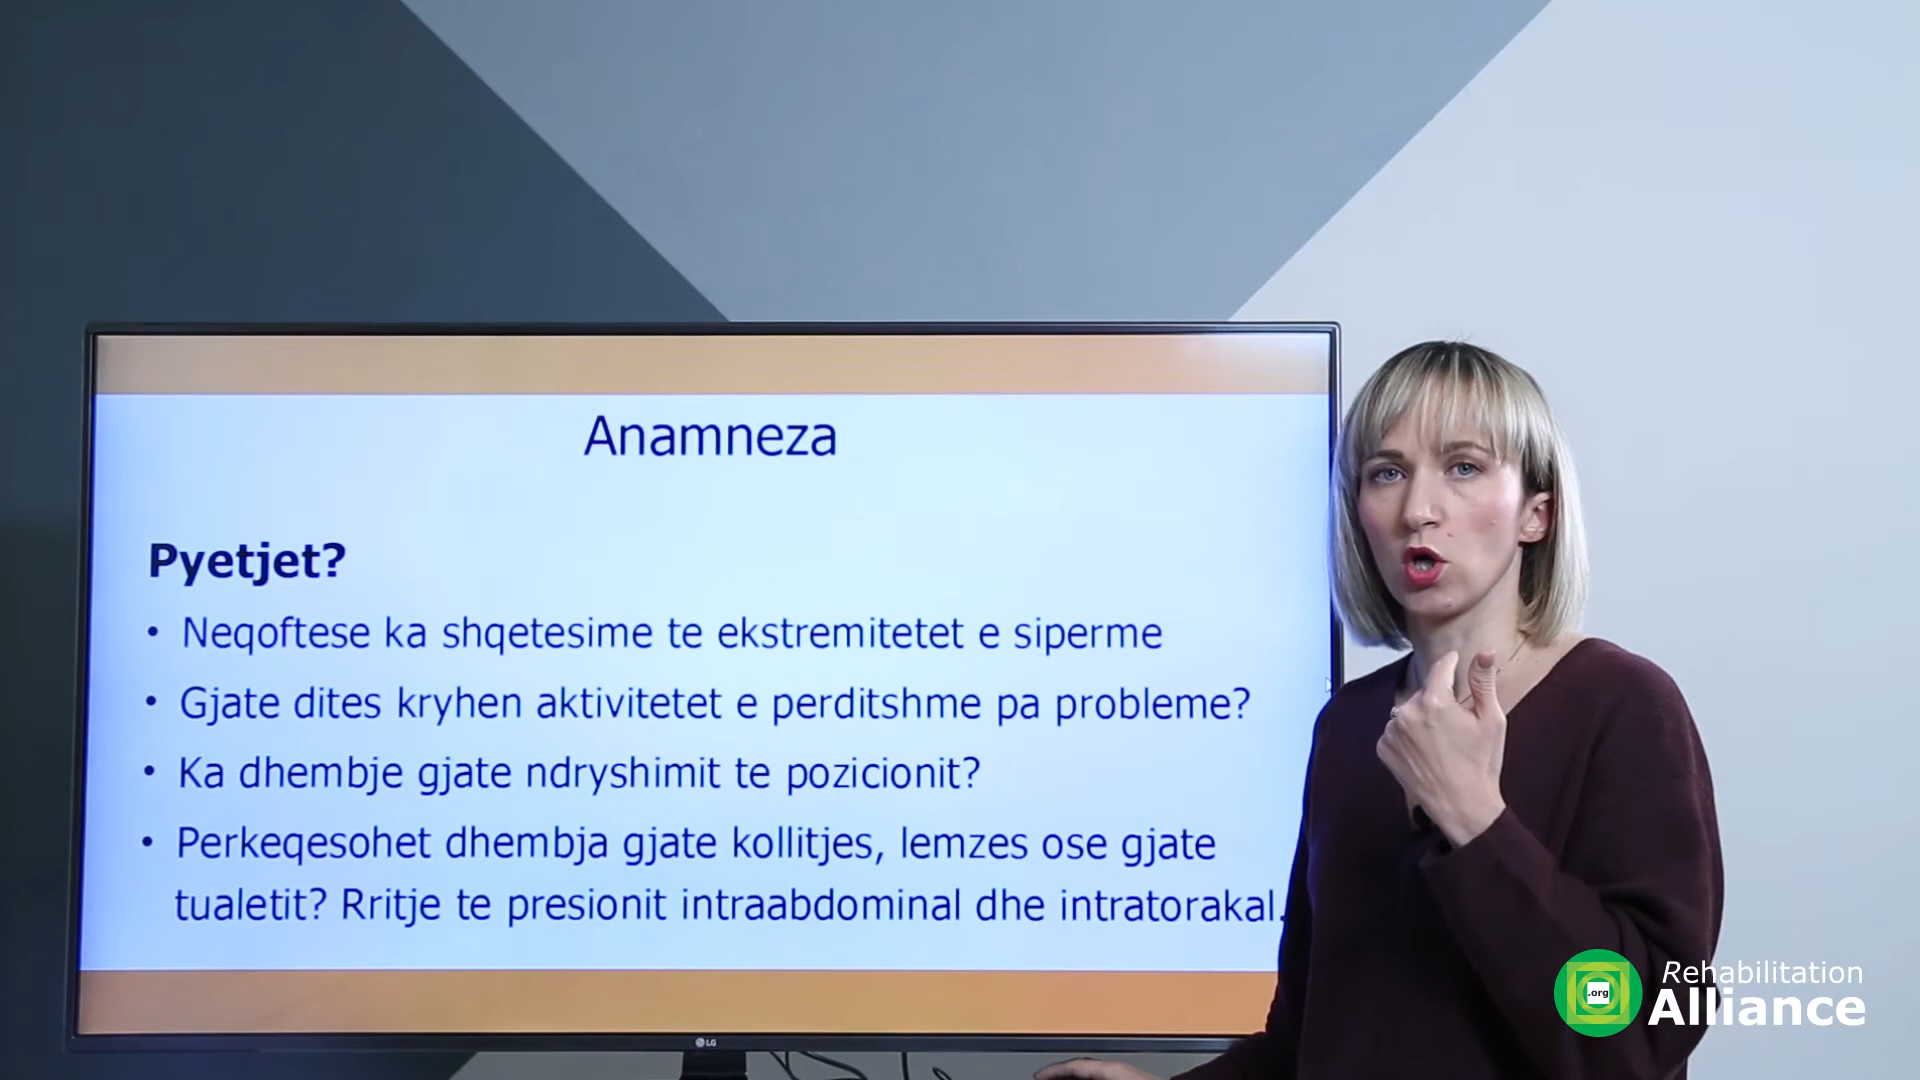 Anamneza
Pyetjet?
• Neqoftese ka shqetesime te ekstremitetet e siperme
• Gjate dites kryhen aktivitetet e perditshme pa probleme?
• Ka dhembje gjate ndryshimit te pozicionit?
• Perkeqesohet dhembja gjate kollitjes, lemzes ose gjate
tualetit? Rritje te presionit intraabdominal dhe intratorakal.
LG
.org
Rehabilitation
Alliance